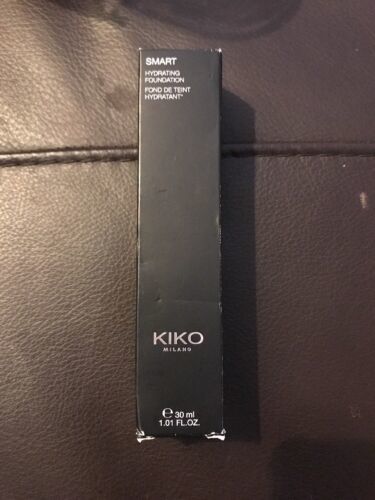 SMART
HYDRATING
FOUNDATION
FOND DE TEINT
HYDRATANT*
KIKO
MILANO
℮ 30 ml
1.01 FL.OZ.